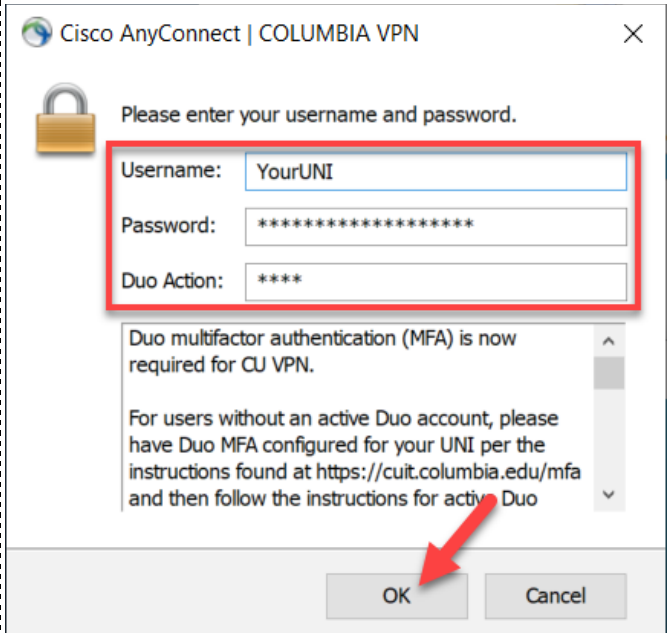 Cisco AnyConnect | COLUMBIA VPN
Please enter your username and password.
Username: YourUNI
Password: *******************
Duo Action: ****
Duo multifactor authentication (MFA) is now
required for CU VPN.
For users without an active Duo account, please
have Duo MFA configured for your UNI per the
instructions found at https://cuit.columbia.edu/mfa
and then follow the instructions for active Duo
OK Cancel